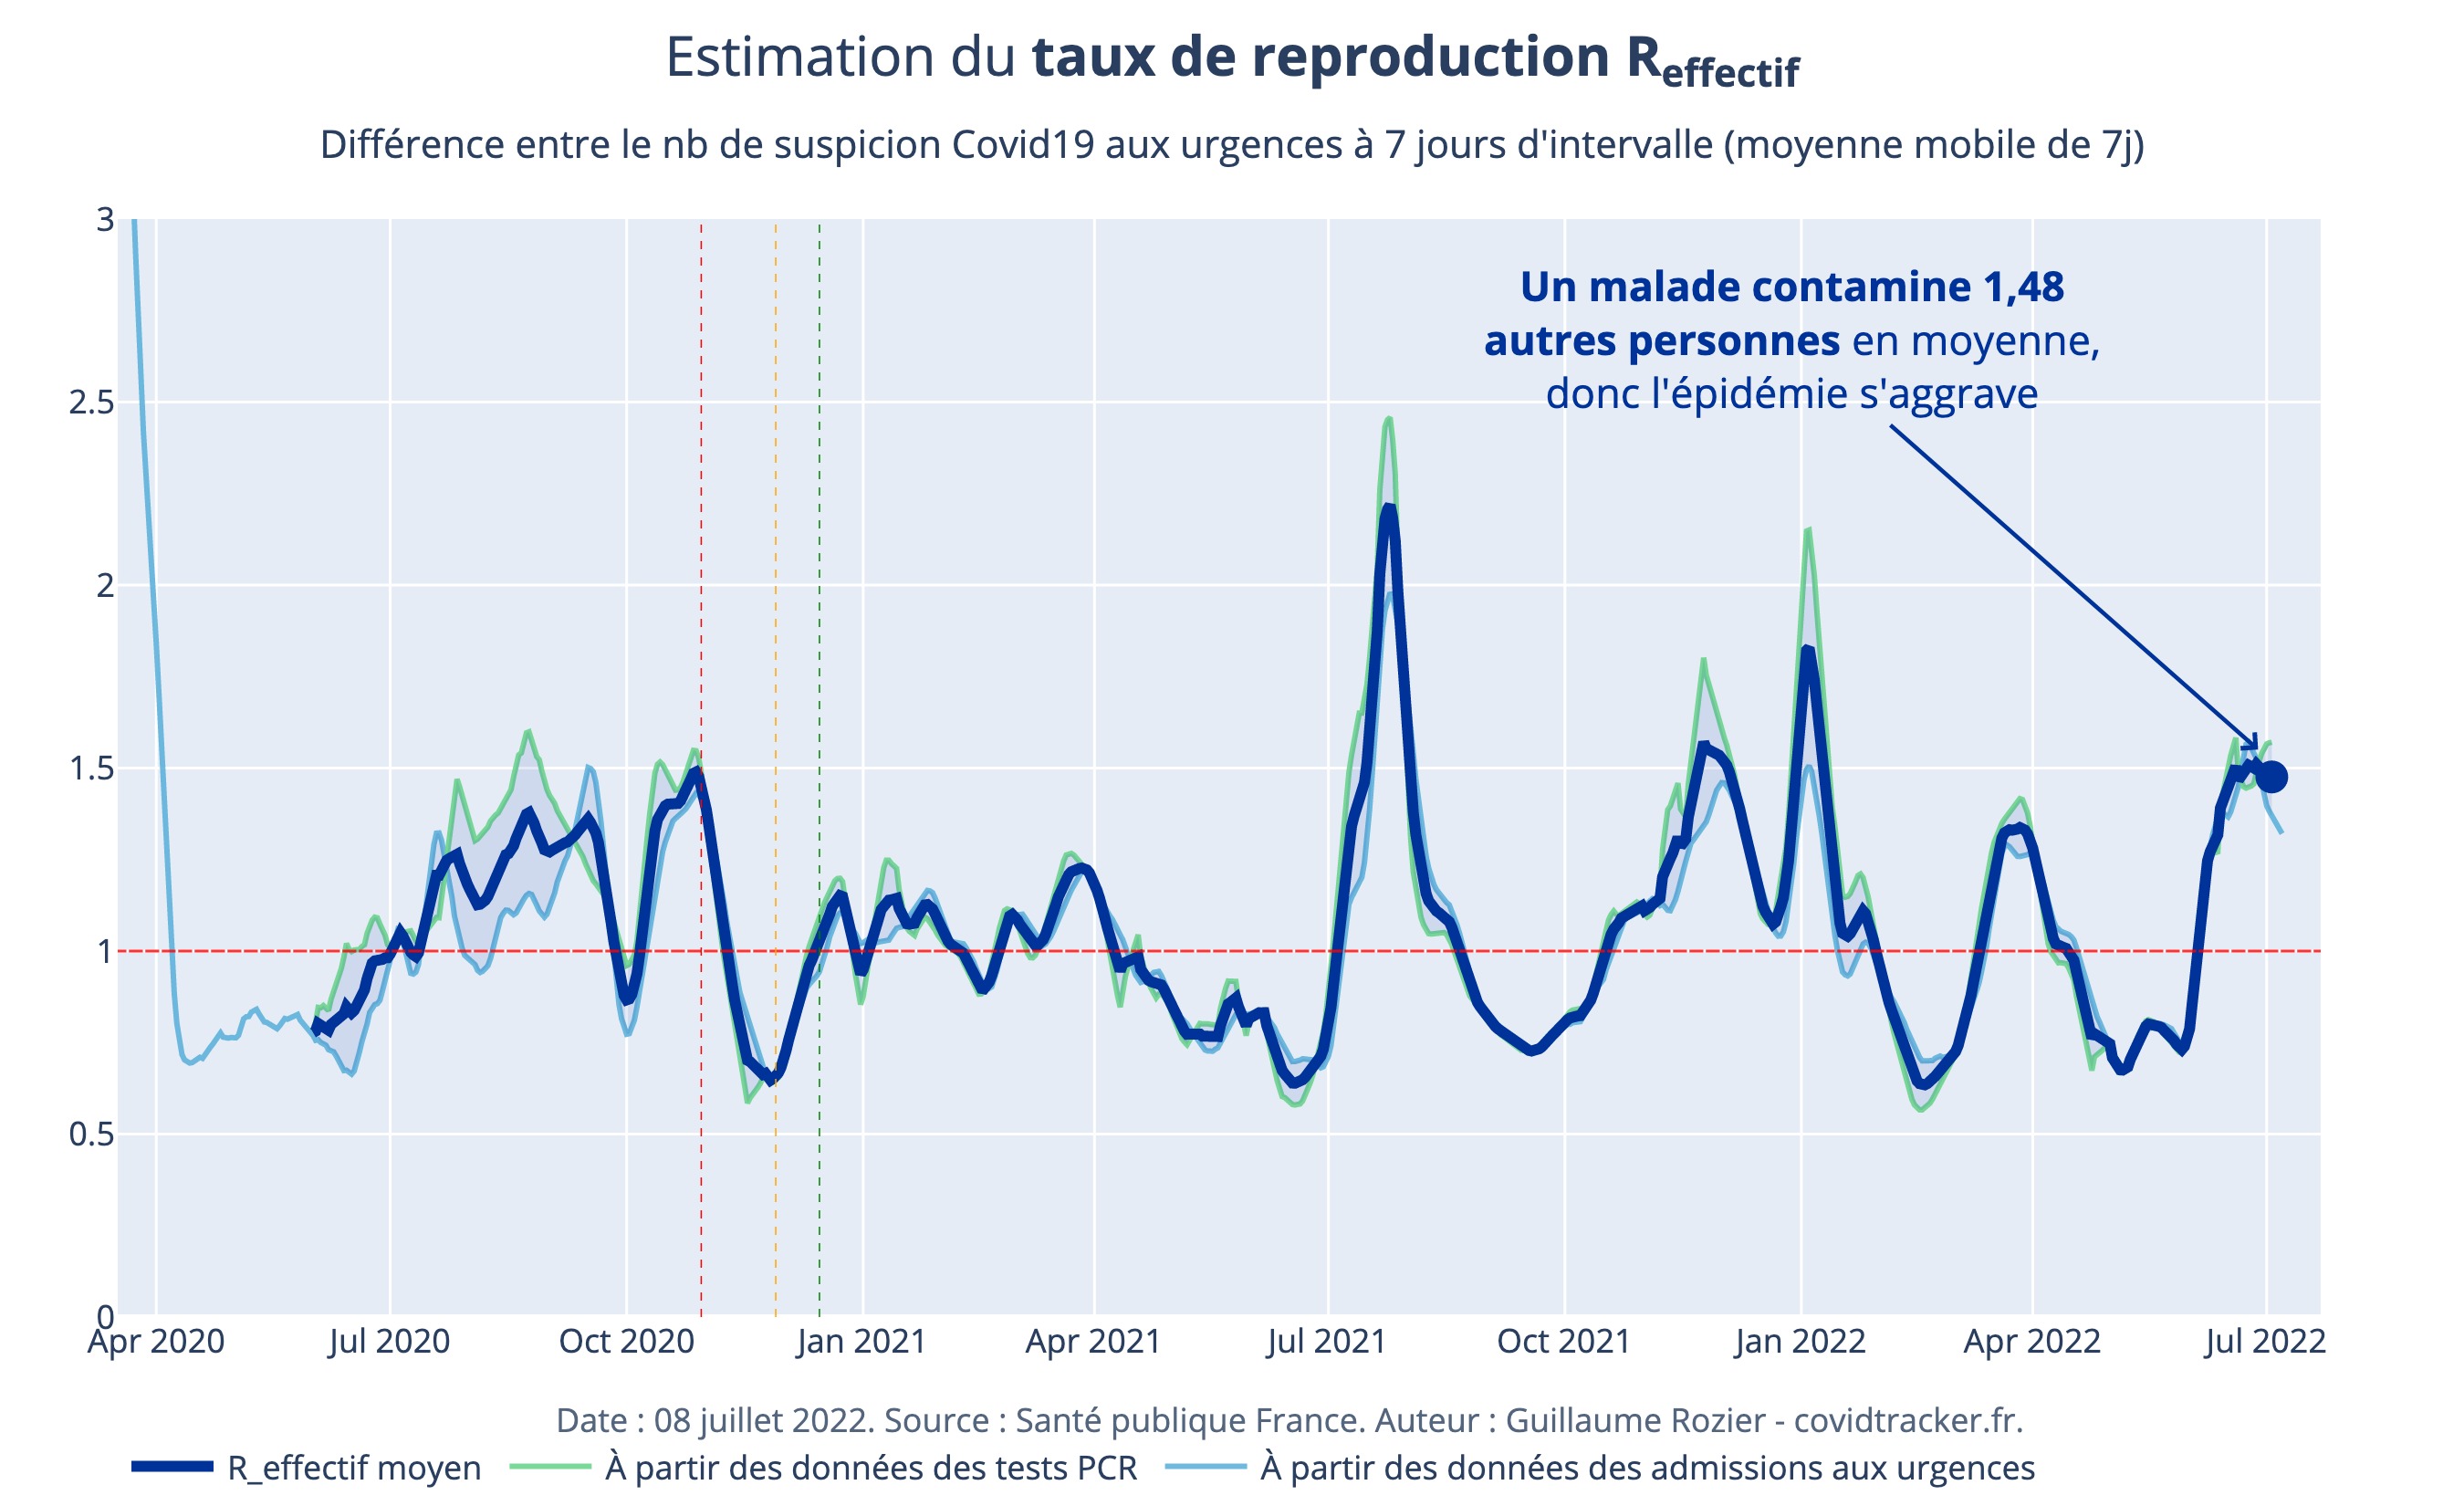 Estimation du taux de reproduction Reffectif
Différence entre le nb de suspicion Covid19 aux urgences à 7 jours d'intervalle (moyenne mobile de 7j)
3
2.5
2
1.5
1
0.5
0
Un malade contamine 1,48
autres personnes en moyenne,
donc l'épidémie s'aggrave
Apr 2020 Jul 2020 Oct 2020 Jan 2021 Apr 2021 Jul 2021 Oct 2021 Jan 2022 Apr 2022 Jul 2022
Date : 08 juillet 2022. Source : Santé publique France. Auteur : Guillaume Rozier - covidtracker.fr.
R_effectif moyen À partir des données des tests PCR À partir des données des admissions aux urgences